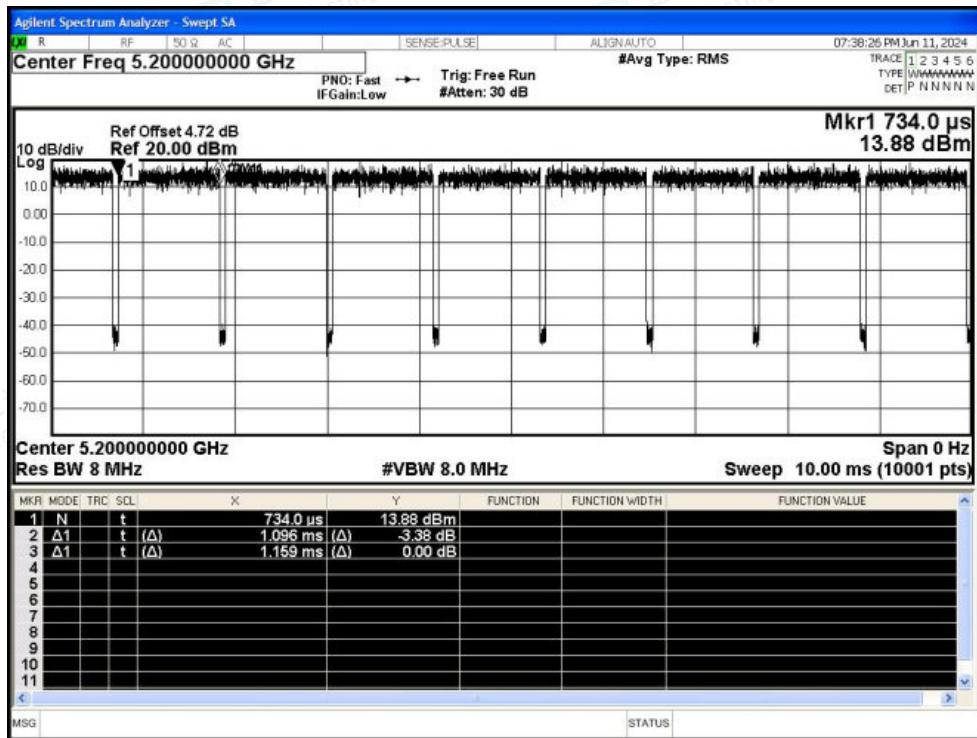 Agilent Spectrum Analyzer - Swept SA
LXI R RF 50 Ω AC SENSE:PULSE ALIGNAUTO 07:38:26 PM Jun 11, 2024
Center Freq 5.200000000 GHz
PNO: Fast
IFGain:Low
Trig: Free Run
#Atten: 30 dB
#Avg Type: RMS
TRACE 1 2 3 4 5 6
TYPE WWWWWW
DET P N N N N N
Mkr1 734.0 µs
13.88 dBm
Ref Offset 4.72 dB
10 dB/div Ref 20.00 dBm
Log
1
10.0
0.00
-10.0
-20.0
-30.0
-40.0
-50.0
-60.0
-70.0
Center 5.200000000 GHz Span 0 Hz
Res BW 8 MHz #VBW 8.0 MHz Sweep 10.00 ms (10001 pts)
MKR MODE TRC SCL X Y FUNCTION FUNCTION WIDTH FUNCTION VALUE
1 N t 734.0 µs 13.88 dBm
2 Δ1 t (Δ) 1.096 ms (Δ) -3.38 dB
3 Δ1 t (Δ) 1.159 ms (Δ) 0.00 dB
4
5
6
7
8
9
10
11
MSG STATUS